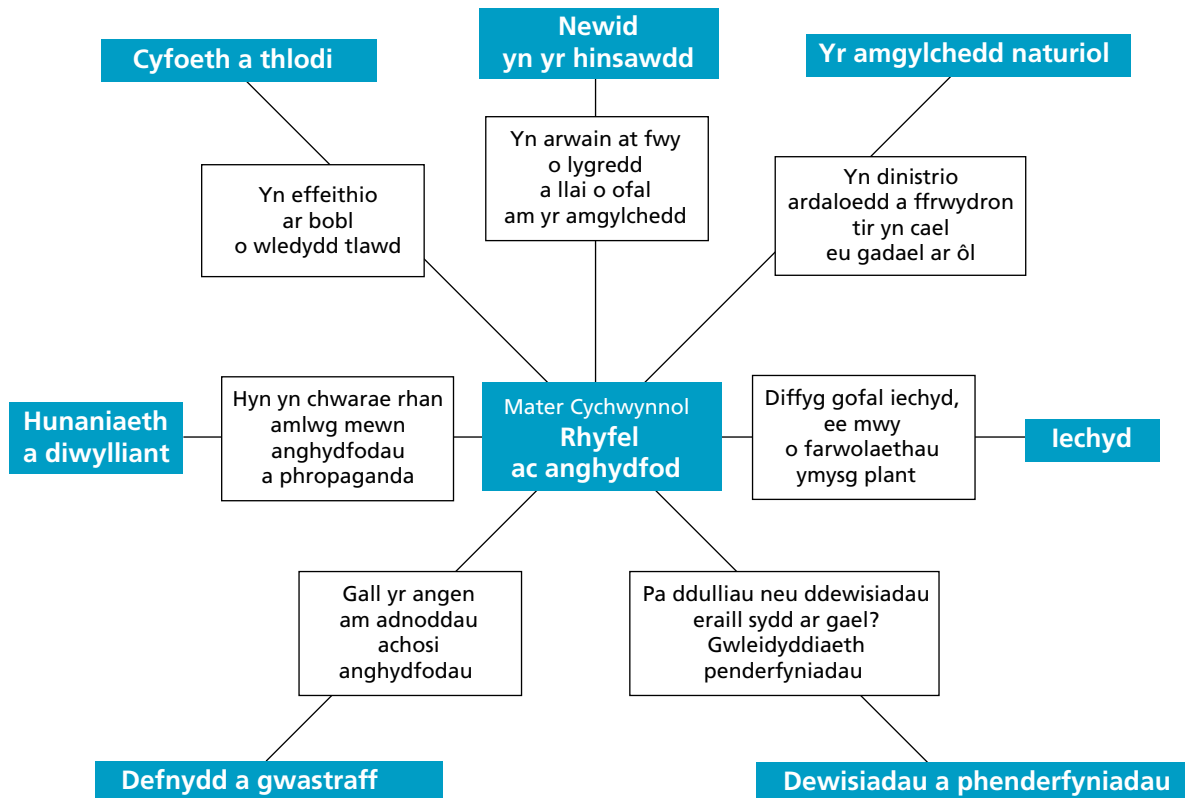 Newid
yn yr hinsawdd
Cyfoeth a thlodi
Yr amgylchedd naturiol
Yn arwain at fwy
o lygredd
a llai o ofal
am yr amgylchedd
Yn effeithio
ar bobl
o wledydd tlawd
Yn dinistrio
ardaloedd a ffrwydron
tir yn cael
eu gadael ar ôl
Hunaniaeth
a diwylliant
Hyn yn chwarae rhan
amlwg mewn
anghydfodau
a phropaganda
Mater Cychwynnol
Rhyfel
ac anghydfod
Diffyg gofal iechyd,
ee mwy
o farwolaethau
ymysg plant
Iechyd
Gall yr angen
am adnoddau
achosi
anghydfodau
Pa ddulliau neu ddewisiadau
eraill sydd ar gael?
Gwleidyddiaeth
penderfyniadau
Defnydd a gwastraff
Dewisiadau a phenderfyniadau